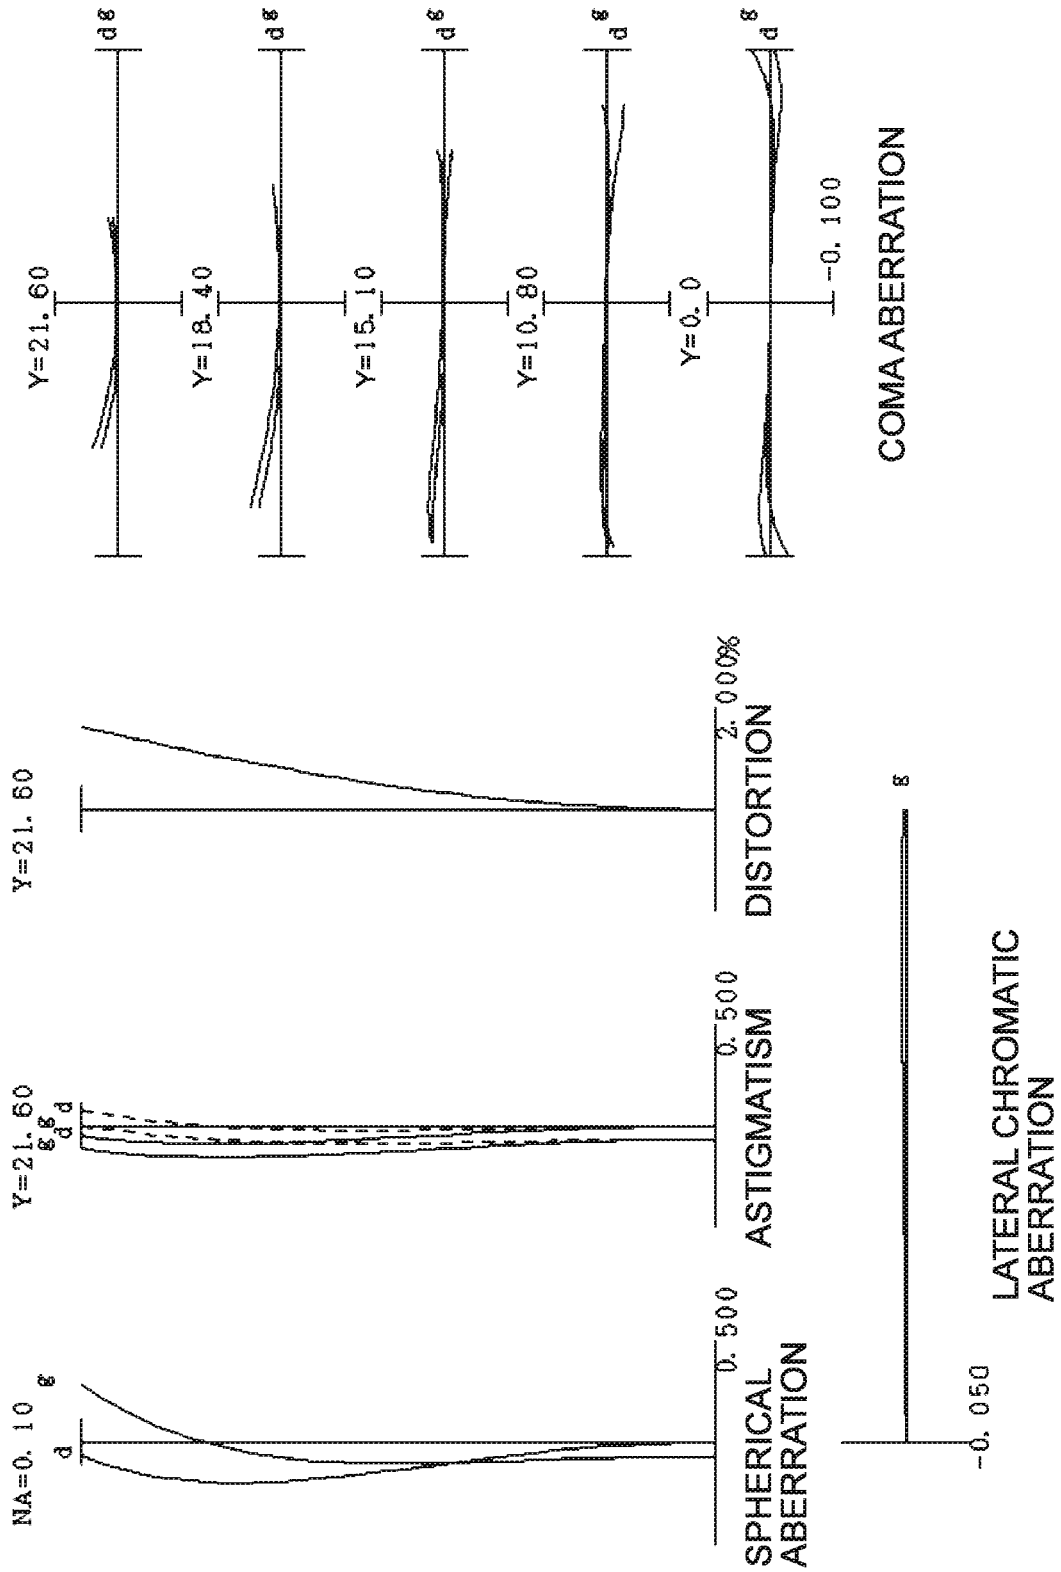 NA=0.10
d
g
0.500
SPHERICAL
ABERRATION
Y=21.60
g
g
d
d
0.500
ASTIGMATISM
Y=21.60
2.000%
DISTORTION
-0.050
g
LATERAL CHROMATIC
ABERRATION
Y=21.60
d
g
Y=18.40
d
g
Y=15.10
d
g
Y=10.80
d
g
Y=0.0
d
g
-0.100
COMA ABERRATION